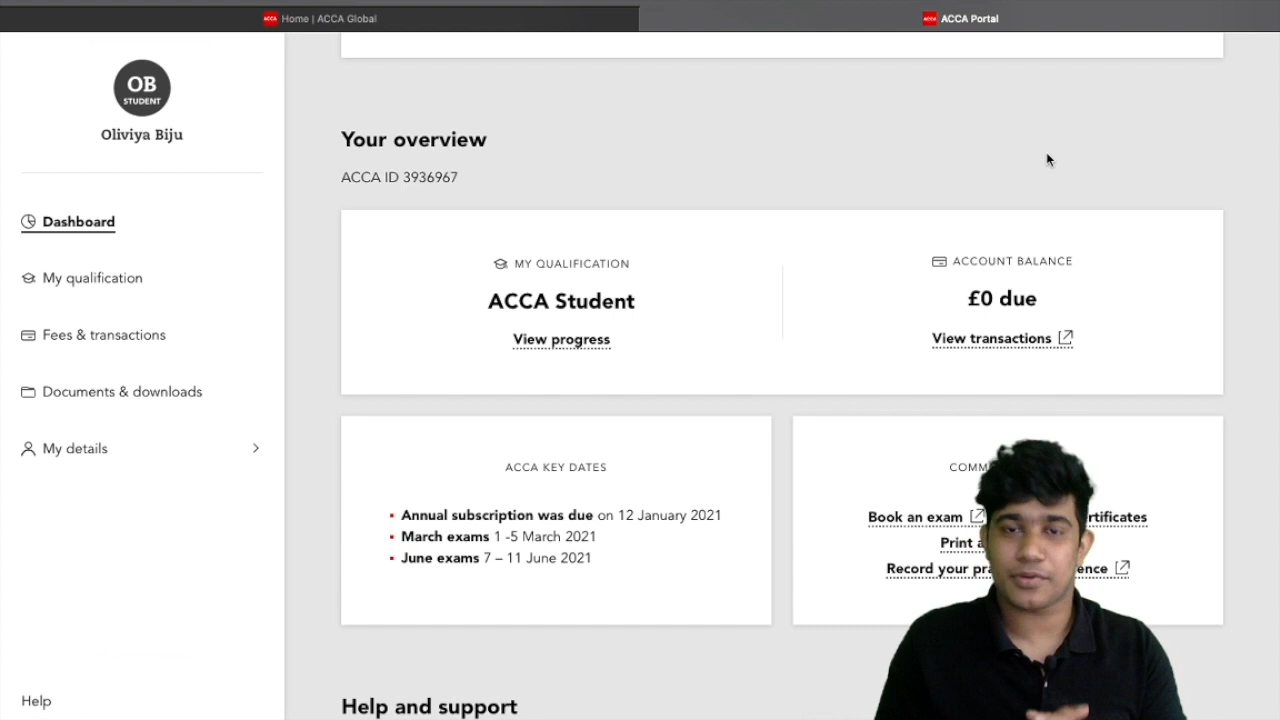 ACCA Home | ACCA Global
ACCA ACCA Portal
OB
STUDENT
Oliviya Biju
Dashboard
My qualification
Fees & transactions
Documents & downloads
My details
Help
Your overview
ACCA ID 3936967
MY QUALIFICATION
ACCA Student
View progress
ACCOUNT BALANCE
£0 due
View transactions
ACCA KEY DATES
Annual subscription was due on 12 January 2021
March exams 1 -5 March 2021
June exams 7 – 11 June 2021
Book an exam
Print
Record your
Help and support